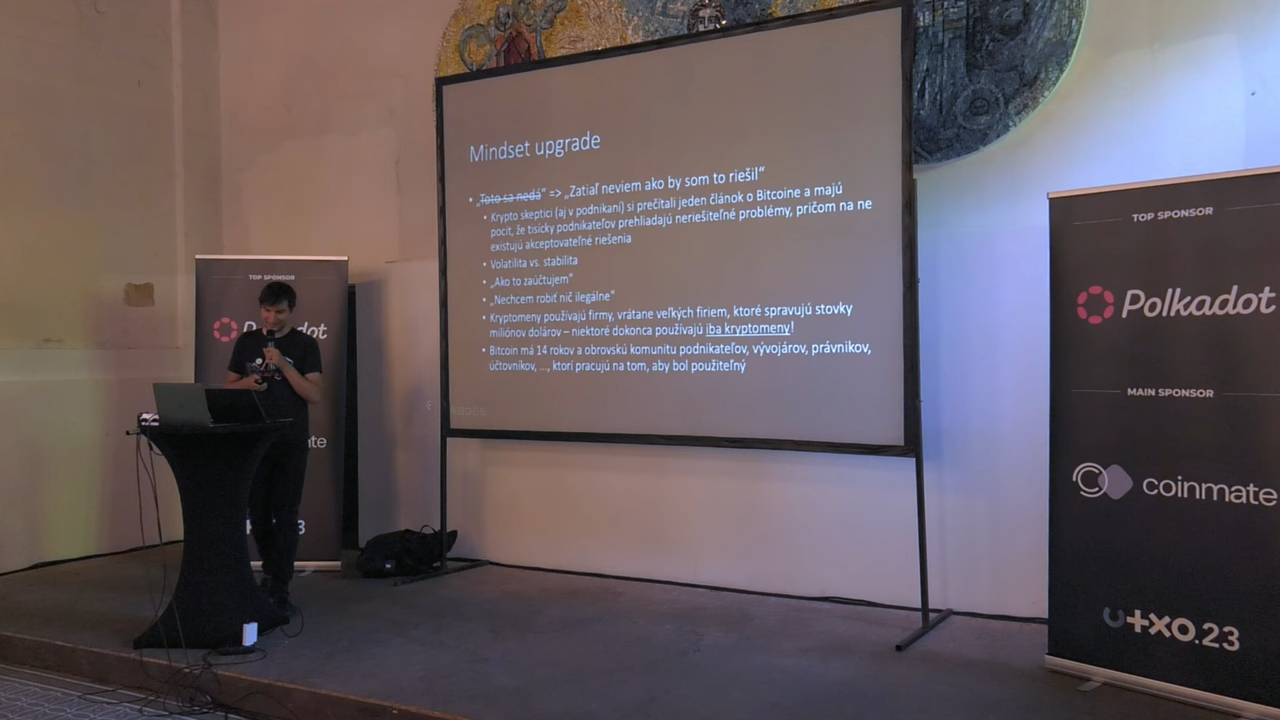 Mindset upgrade
• „Toto sa nedá“ => „Zatiaľ neviem ako by som to riešil“
• Krypto skeptici (aj v podnikaní) si prečítali jeden článok o Bitcoine a majú
pocit, že tisícky podnikateľov prehliadajú neriešiteľné problémy, pričom na ne
existujú akceptovateľné riešenia
• Volatilita vs. stabilita
• „Ako to zaúčtujem“
• „Nechcem robiť nič ilegálne“
• Kryptomeny používajú firmy, vrátane veľkých firiem, ktoré spravujú stovky
miliónov dolárov – niektoré dokonca používajú iba kryptomeny!
• Bitcoin má 14 rokov a obrovskú komunitu podnikateľov, vývojárov, právnikov,
účtovníkov, ..., ktorí pracujú na tom, aby bol použiteľný
TOP SPONSOR
Polkadot
TOP SPONSOR
Polkadot
MAIN SPONSOR
coinmate
utxo.23